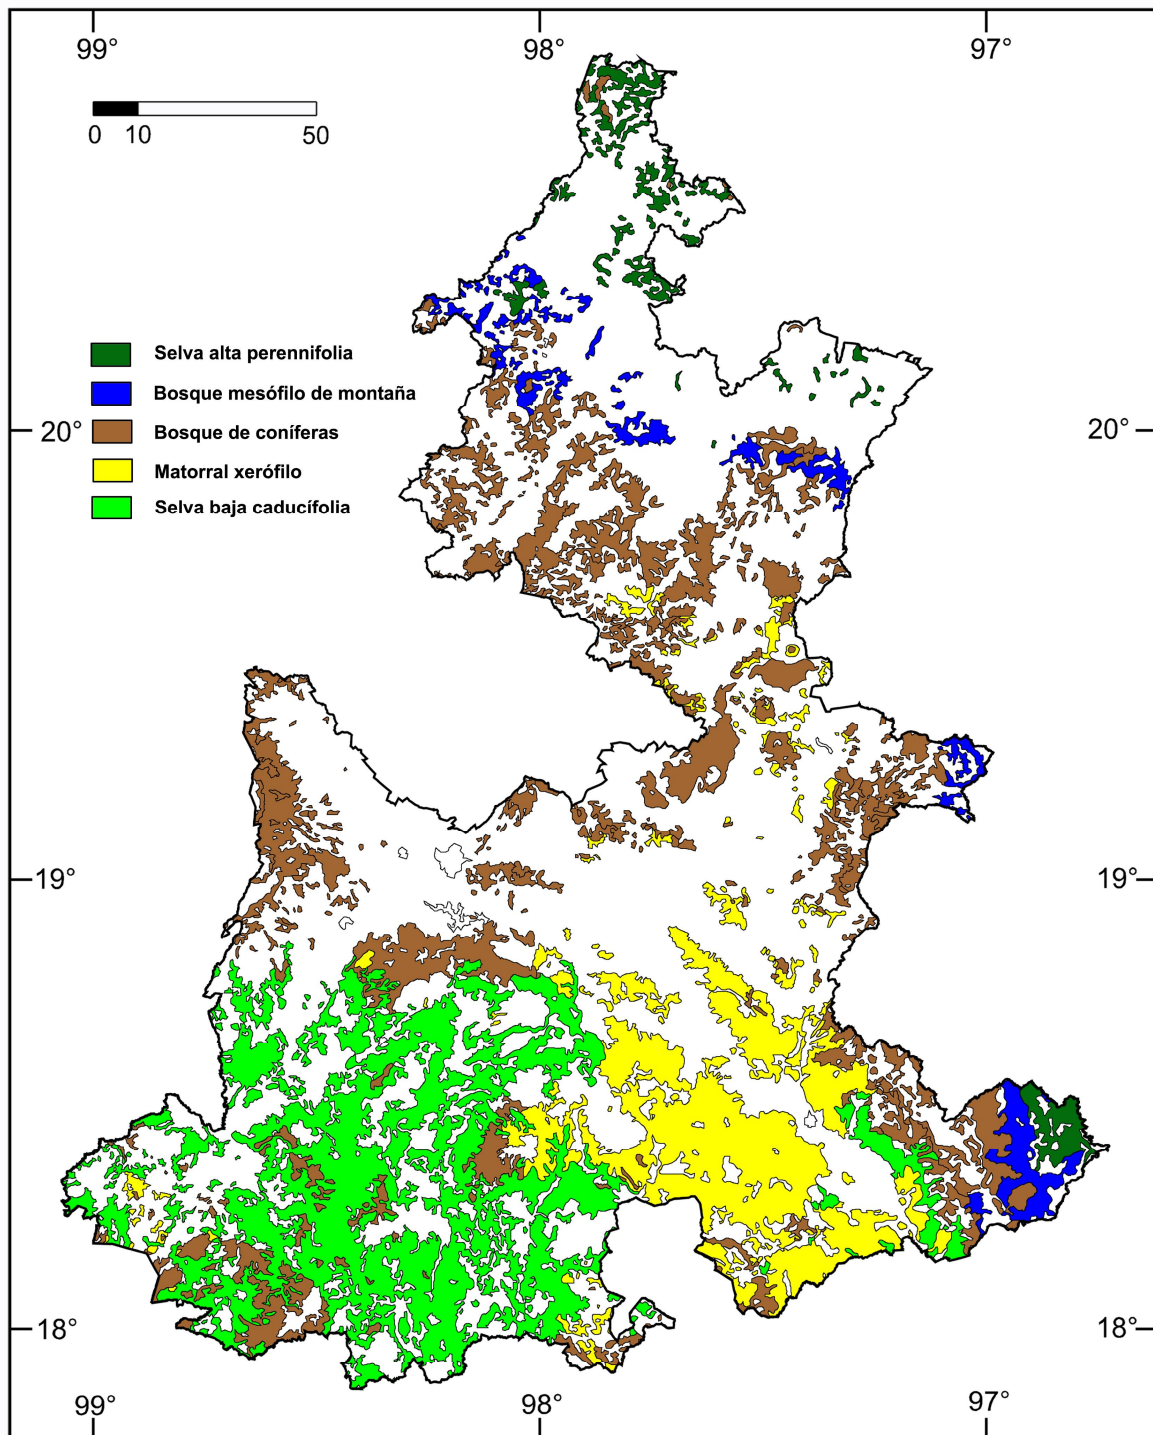 99°
98°
97°
0 10 50
Selva alta perennifolia
Bosque mesófilo de montaña
Bosque de coníferas
Matorral xerófilo
Selva baja caducífolia
20°
20°
19°
19°
18°
18°
99°
98°
97°